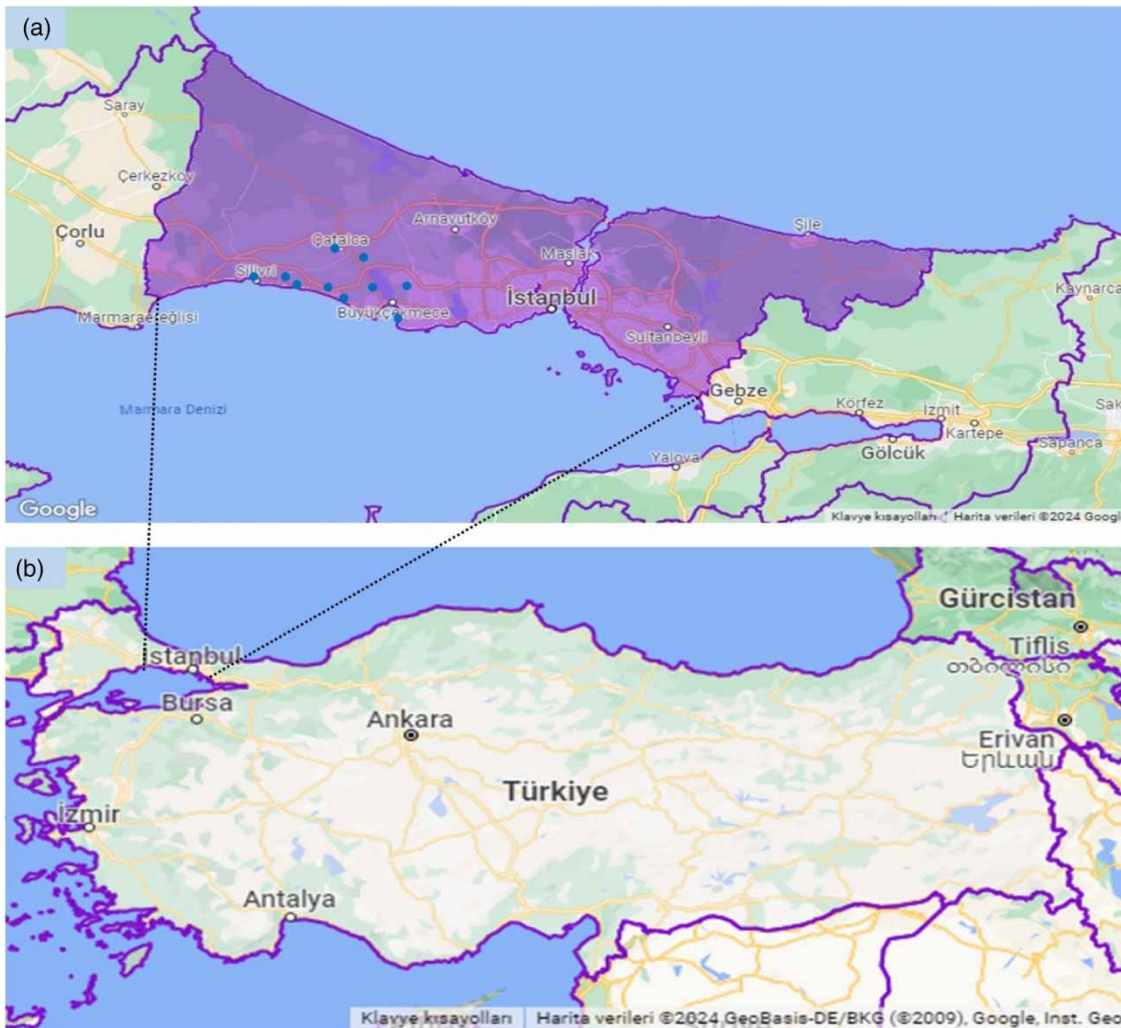 (a)
Saray
Çerkezköy
Çorlu
Arnavutköy
Şile
Çatalca
Maslak
Silivri
Kaynarca
İstanbul
Büyükçekmece
Marmaraereğlisi
Sultanbeyli
Gebze
Körfez
İzmit
Marmara Denizi
Kartepe
Sak
Gölcük
Sapanca
Yalova
Google
Klavye kısayolları Harita verileri ©2024 Google
(b)
Gürcistan
Tiflis
თბილისი
stanbul
Bursa
Ankara
Erivan
Երևան
Türkiye
İzmir
Antalya
Klavye kısayolları Harita verileri ©2024 GeoBasis-DE/BKG (©2009), Google, Inst. Geo